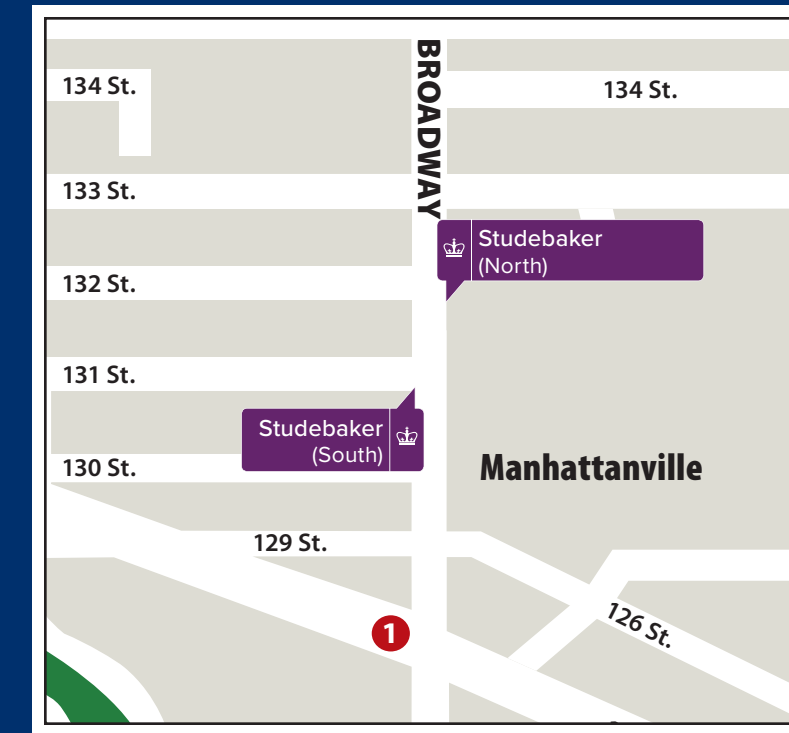 BROADWAY
134 St.
134 St.
133 St.
Studebaker
(North)
132 St.
131 St.
Studebaker
(South)
130 St.
Manhattanville
129 St.
1
126 St.